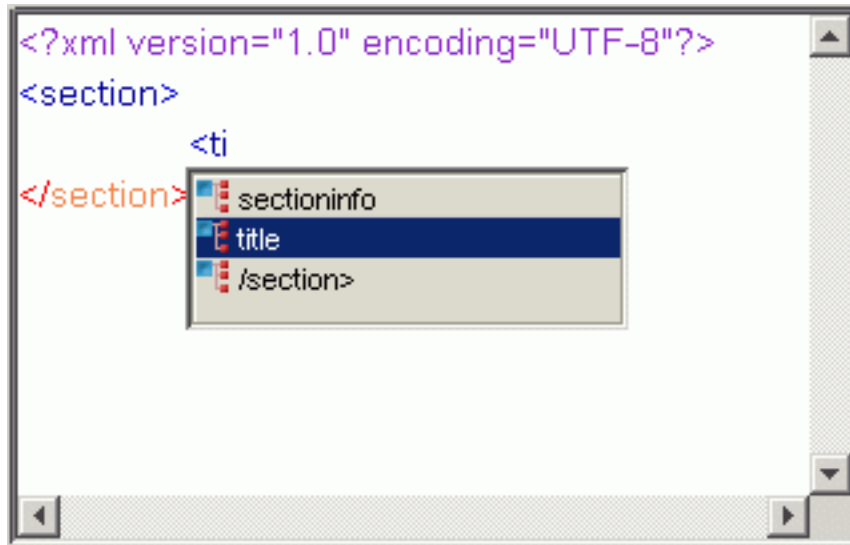 <?xml version="1.0" encoding="UTF-8"?>
<section>
<ti
</section>
sectioninfo
title
/section>